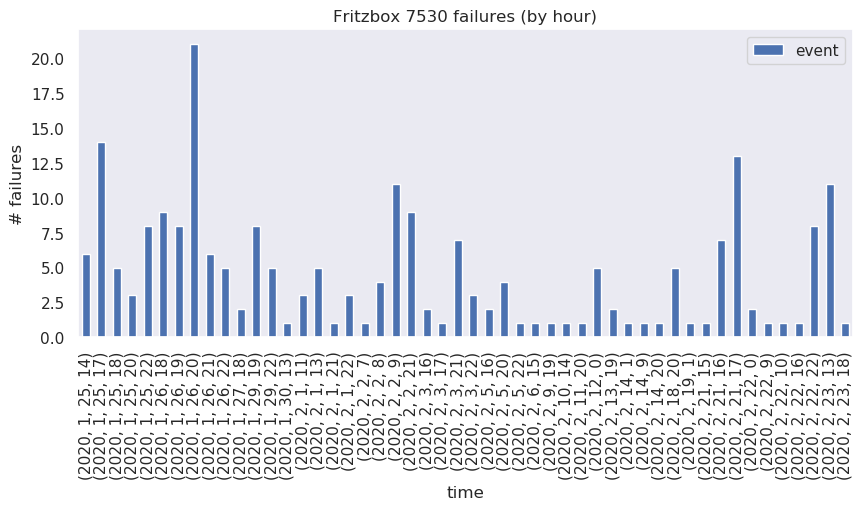 Fritzbox 7530 failures (by hour)
event
# failures
20.0
17.5
15.0
12.5
10.0
7.5
5.0
2.5
0.0
(2020, 1, 25, 14)
(2020, 1, 25, 17)
(2020, 1, 25, 18)
(2020, 1, 25, 20)
(2020, 1, 25, 22)
(2020, 1, 26, 18)
(2020, 1, 26, 19)
(2020, 1, 26, 20)
(2020, 1, 26, 21)
(2020, 1, 26, 22)
(2020, 1, 27, 18)
(2020, 1, 29, 19)
(2020, 1, 29, 22)
(2020, 1, 30, 13)
(2020, 2, 1, 11)
(2020, 2, 1, 13)
(2020, 2, 1, 21)
(2020, 2, 1, 22)
(2020, 2, 2, 7)
(2020, 2, 2, 8)
(2020, 2, 2, 9)
(2020, 2, 2, 21)
(2020, 2, 3, 16)
(2020, 2, 3, 17)
(2020, 2, 3, 21)
(2020, 2, 3, 22)
(2020, 2, 5, 16)
(2020, 2, 5, 20)
(2020, 2, 5, 22)
(2020, 2, 6, 15)
(2020, 2, 9, 19)
(2020, 2, 10, 14)
(2020, 2, 11, 20)
(2020, 2, 12, 0)
(2020, 2, 13, 19)
(2020, 2, 14, 1)
(2020, 2, 14, 9)
(2020, 2, 14, 20)
(2020, 2, 18, 20)
(2020, 2, 19, 1)
(2020, 2, 21, 15)
(2020, 2, 21, 16)
(2020, 2, 21, 17)
(2020, 2, 22, 0)
(2020, 2, 22, 9)
(2020, 2, 22, 10)
(2020, 2, 22, 16)
(2020, 2, 22, 22)
(2020, 2, 23, 13)
(2020, 2, 23, 18)
time